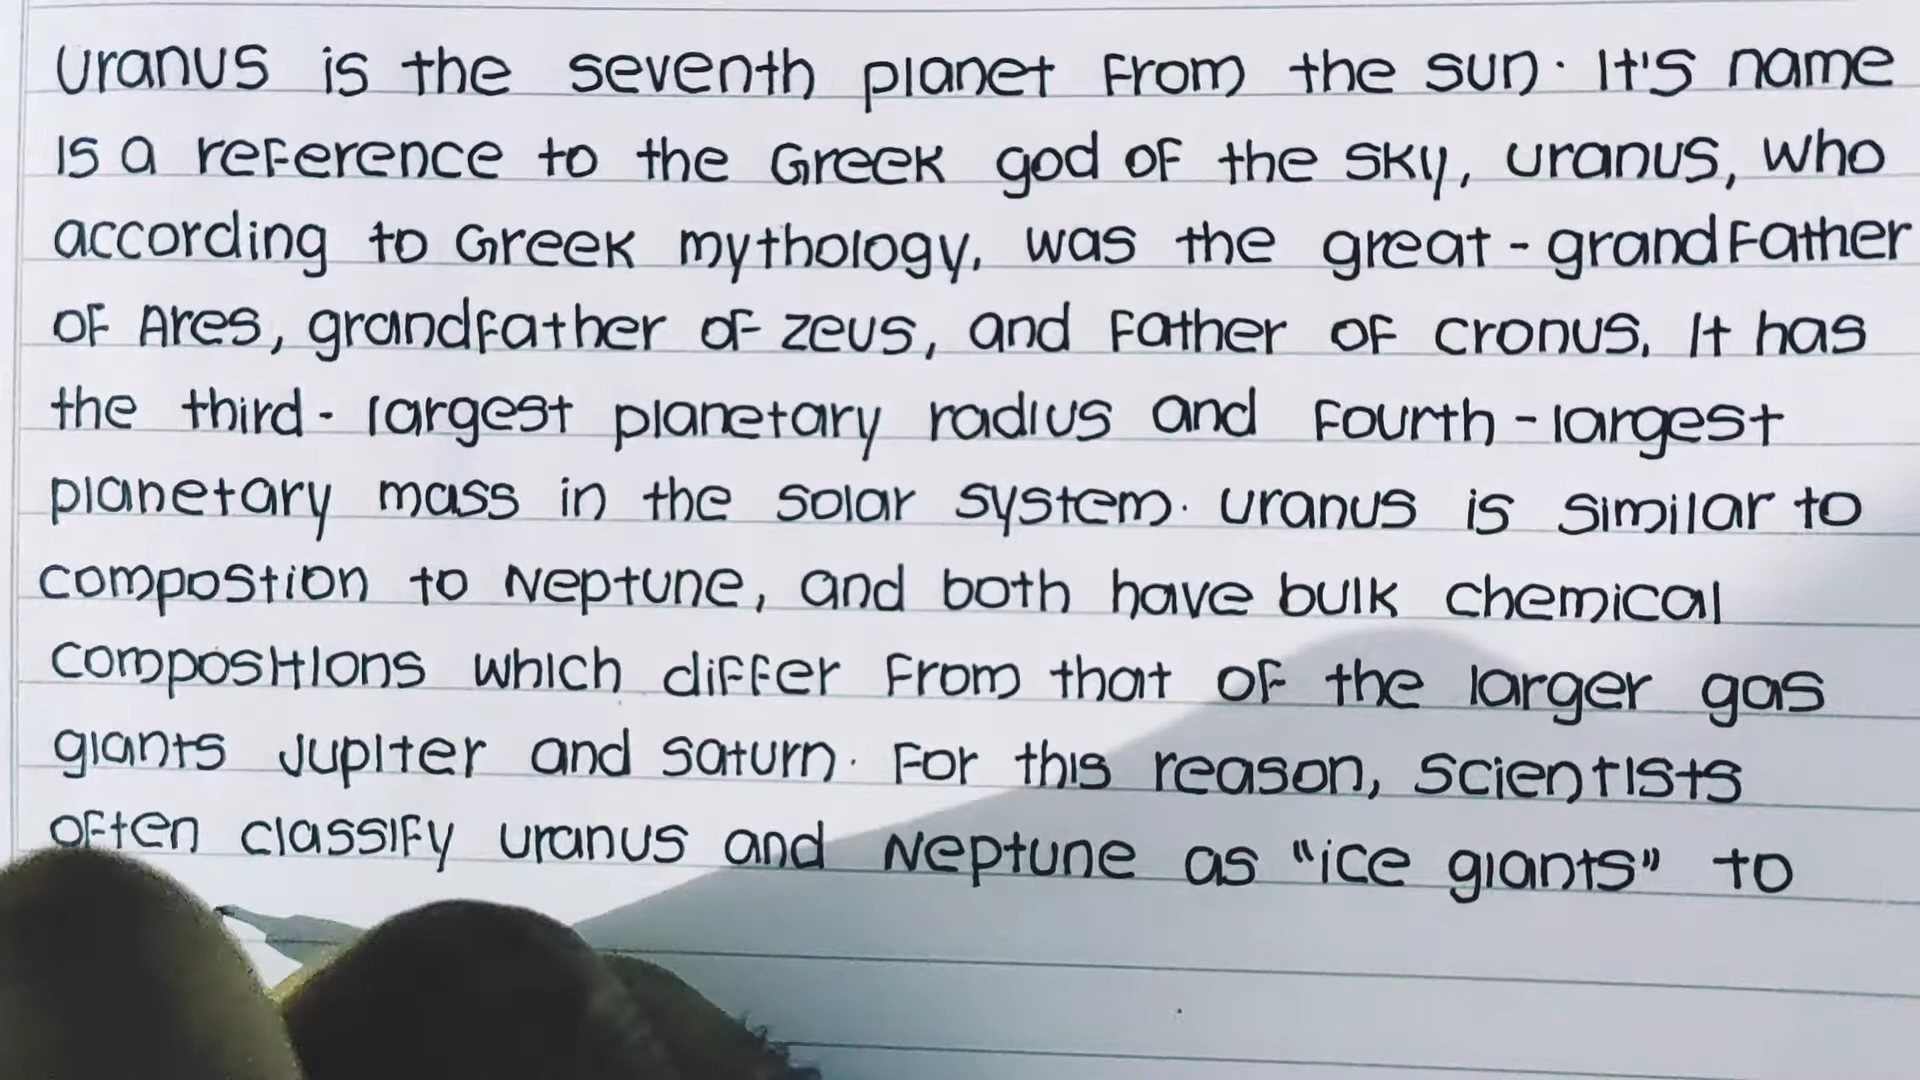 Uranus is the seventh planet from the sun. It's name
is a reference to the Greek god of the sky, Uranus, who
according to Greek mythology, was the great-grandfather
of Ares, grandfather of Zeus, and father of Cronus. It has
the third-largest planetary radius and fourth-largest
planetary mass in the solar system. Uranus is similar to
compostion to Neptune, and both have bulk chemical
compositions which differ from that of the larger gas
giants Jupiter and Saturn. For this reason, scientists
often classify Uranus and Neptune as "ice giants" to